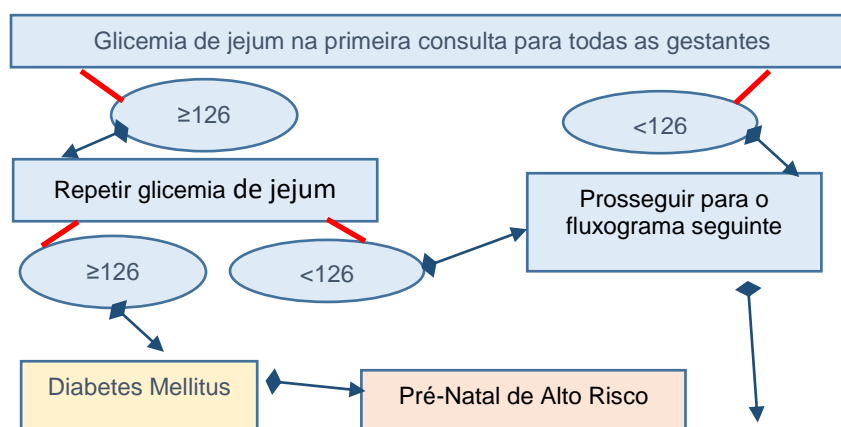 Glicemia de jejum na primeira consulta para todas as gestantes
≥126
<126
Repetir glicemia de jejum
Prosseguir para o
fluxograma seguinte
≥126
<126
Diabetes Mellitus
Pré-Natal de Alto Risco